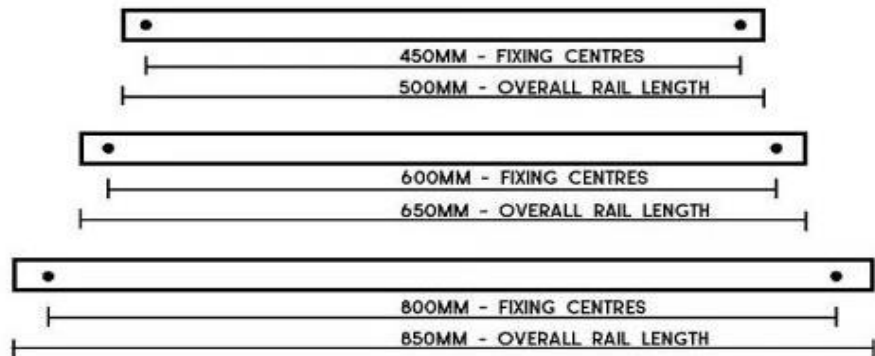 450MM - FIXING CENTRES
500MM - OVERALL RAIL LENGTH
600MM - FIXING CENTRES
650MM - OVERALL RAIL LENGTH
800MM - FIXING CENTRES
850MM - OVERALL RAIL LENGTH